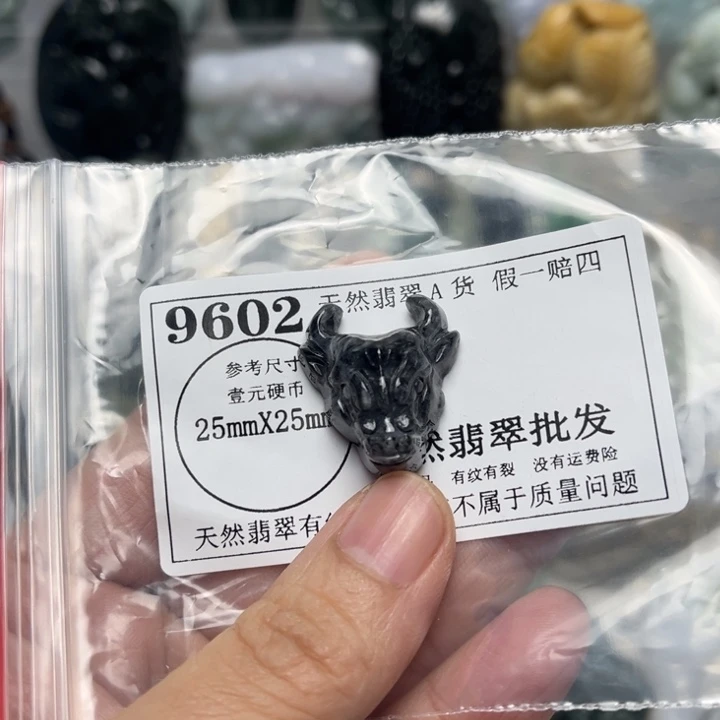 9602 天然翡翠A货 假一赔四
参考尺寸
壹元硬币
25mmX25mm
然翡翠批发
有纹有裂 没有运费险
天然翡翠有 不属于质量问题